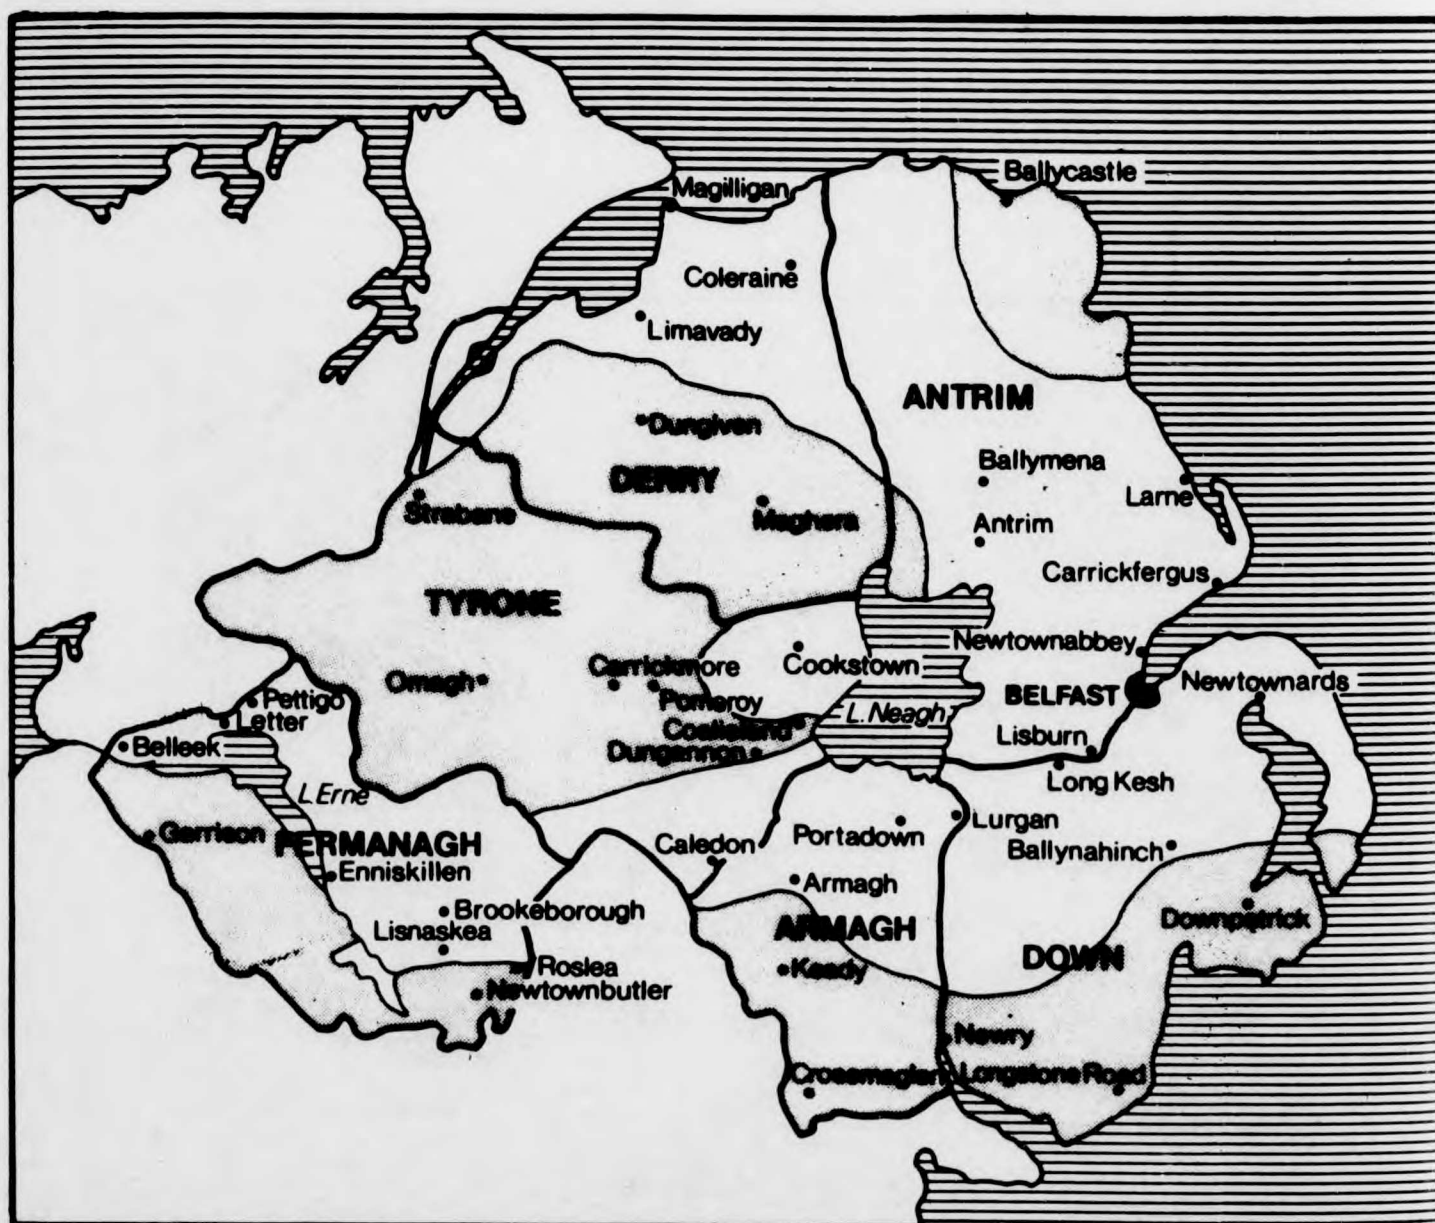 Ballycastle
Magilligan
Coleraine
Limavady
ANTRIM
Dungiven
Ballymena
DERRY
Larne
Strabane
Maghera
Antrim
Carrickfergus
TYRONE
Newtownabbey
Carrickmore
Cookstown
Omagh
Newtownards
BELFAST
Pettigo
Pomeroy
Letter
L.Neagh
Coalisland
Belleek
Dungannon
Lisburn
Long Kesh
L Erne
Lurgan
Garrison
FERMANAGH
Caledon
Portadown
Ballynahinch
Enniskillen
Armagh
Brookeborough
Downpatrick
Lisnaskea
ARMAGH
DOWN
Roslea
Keady
Newtownbutler
Newry
Crossmaglen
Longstone Road